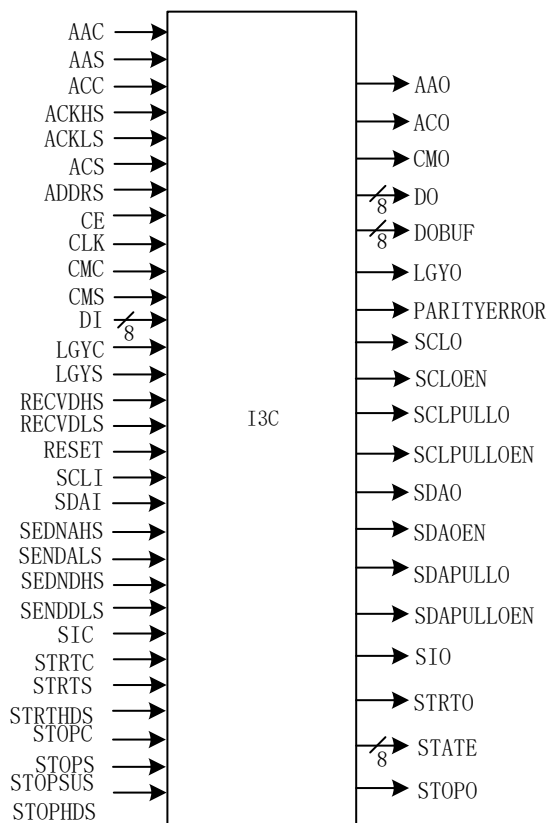 AAC
AAS
ACC
ACKHS
ACKLS
ACS
ADDRS
CE
CLK
CMC
CMS
DI
8
LGYC
LGYS
RECVDHS
RECVDLS
RESET
SCLI
SDAI
SEDNAHS
SENDALS
SEDNDHS
SENDDLS
SIC
STRTC
STRTS
STRTHDS
STOPC
STOPS
STOPSUS
STOPHDS
I3C
AAO
ACO
CMO
DO
8
DOBUF
8
LGYO
PARITYERROR
SCLO
SCLOEN
SCLPULLO
SCLPULLOEN
SDAO
SDAOEN
SDAPULLO
SDAPULLOEN
SIO
STRTO
STATE
8
STOPO